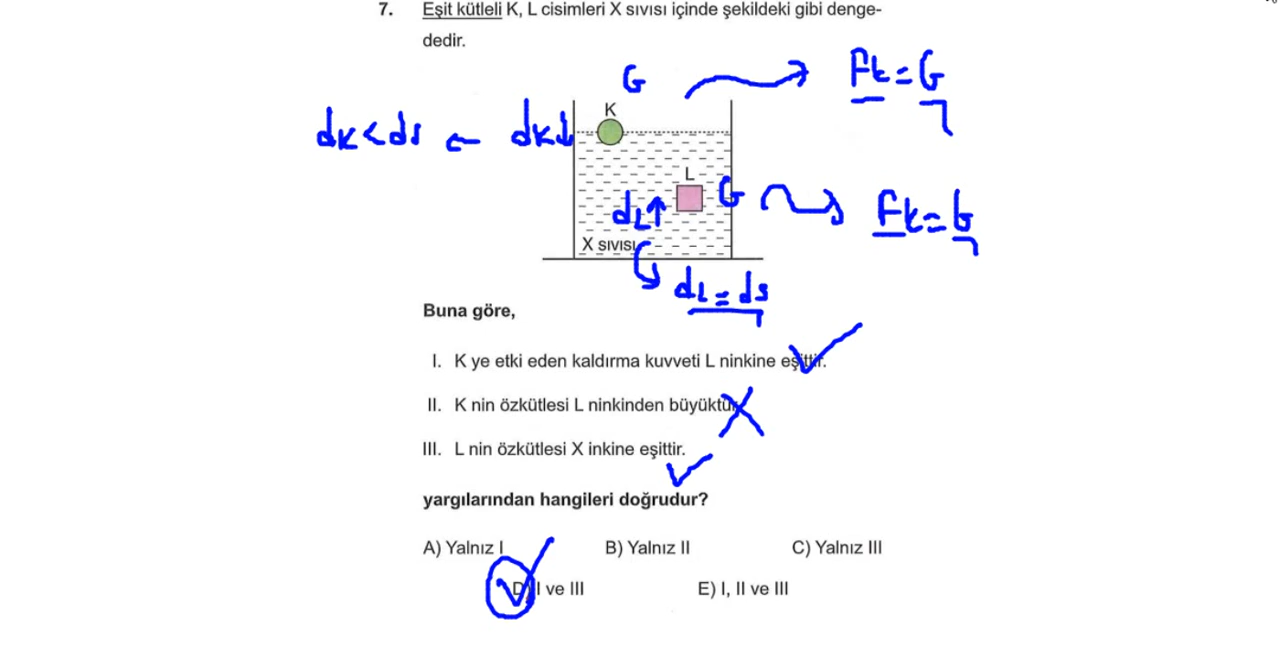 7. Eşit kütleli K, L cisimleri X sıvısı içinde şekildeki gibi denge-
dedir.
G Fk=G
K
dK<ds ← dK↓
L
dL↑ G Fk=G
X sıvısı
dL=ds
Buna göre,
I. K ye etki eden kaldırma kuvveti L ninkine eşittir.
II. K nin özkütlesi L ninkinden büyüktür.
III. L nin özkütlesi X inkine eşittir.
yargılarından hangileri doğrudur?
A) Yalnız I B) Yalnız II C) Yalnız III
D) I ve III E) I, II ve III